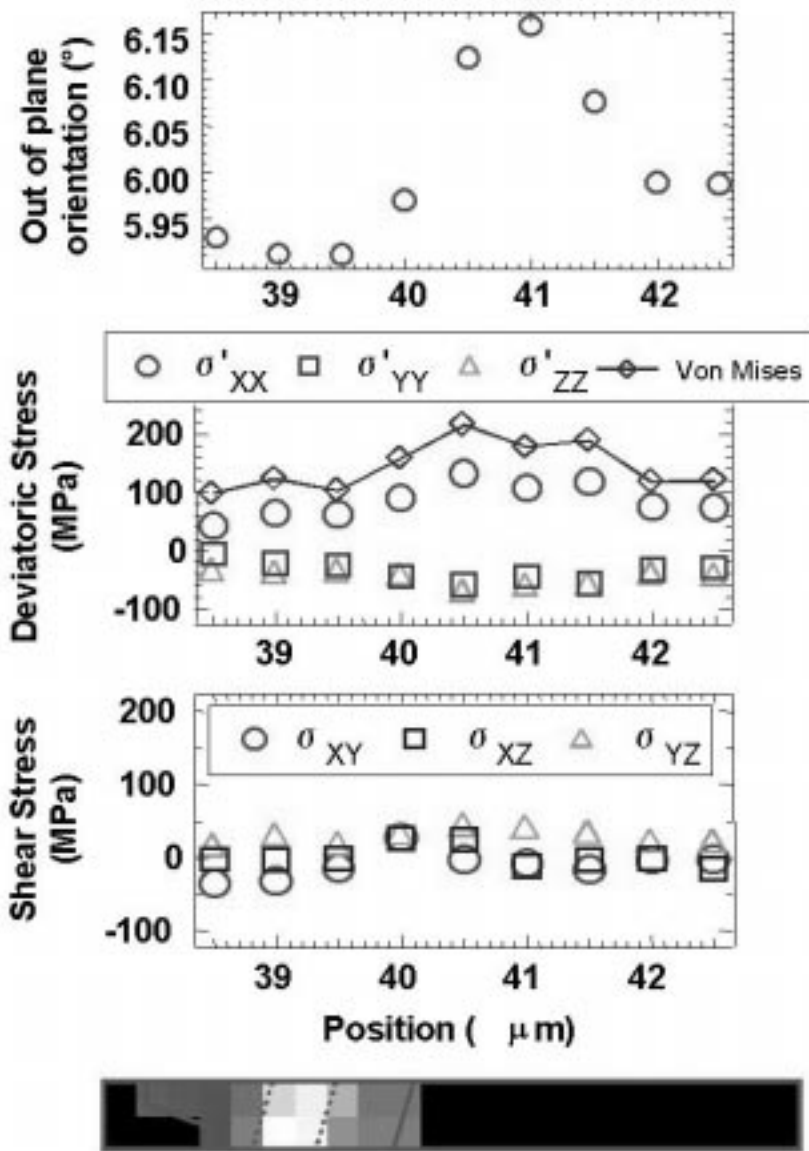 Out of plane
orientation (°)
6.15
6.10
6.05
6.00
5.95
39 40 41 42
σ'XX σ'YY σ'ZZ Von Mises
Deviatoric Stress
(MPa)
200
100
0
-100
39 40 41 42
Shear Stress
(MPa)
200
100
0
-100
σXY σXZ σYZ
39 40 41 42
Position ( μm)